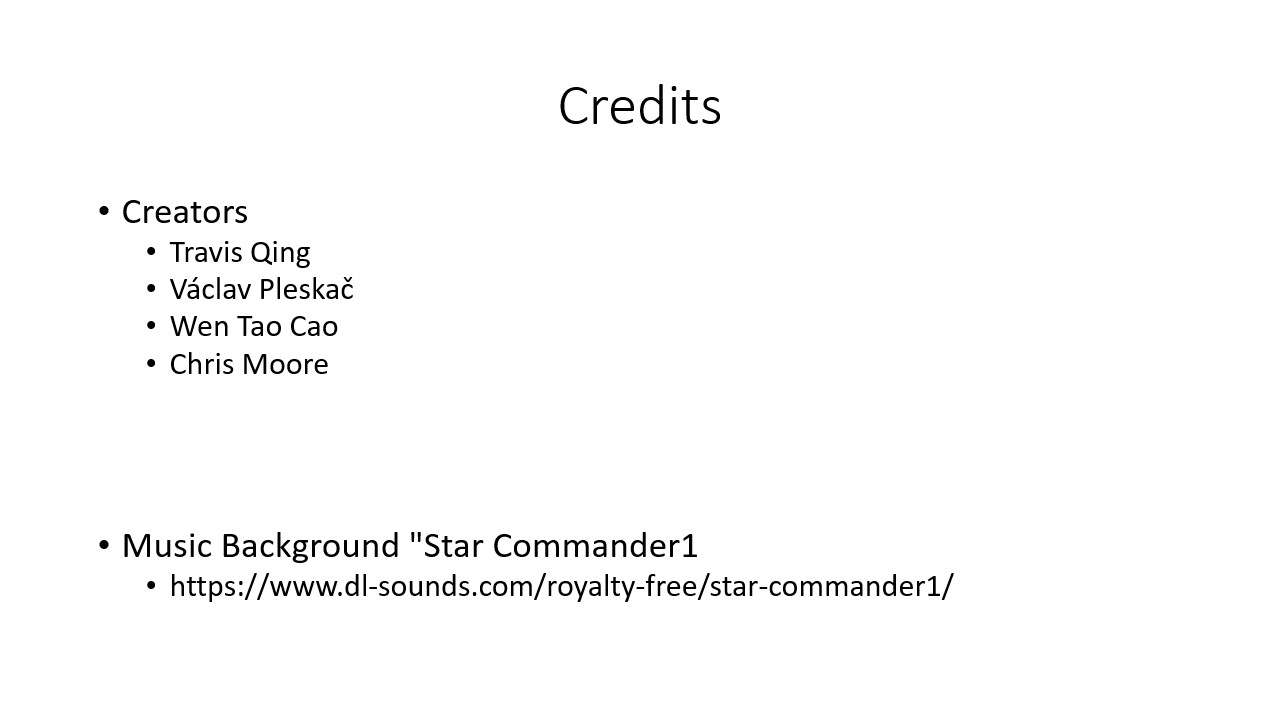 Credits
• Creators
• Travis Qing
• Václav Pleskač
• Wen Tao Cao
• Chris Moore
• Music Background "Star Commander1
• https://www.dl-sounds.com/royalty-free/star-commander1/